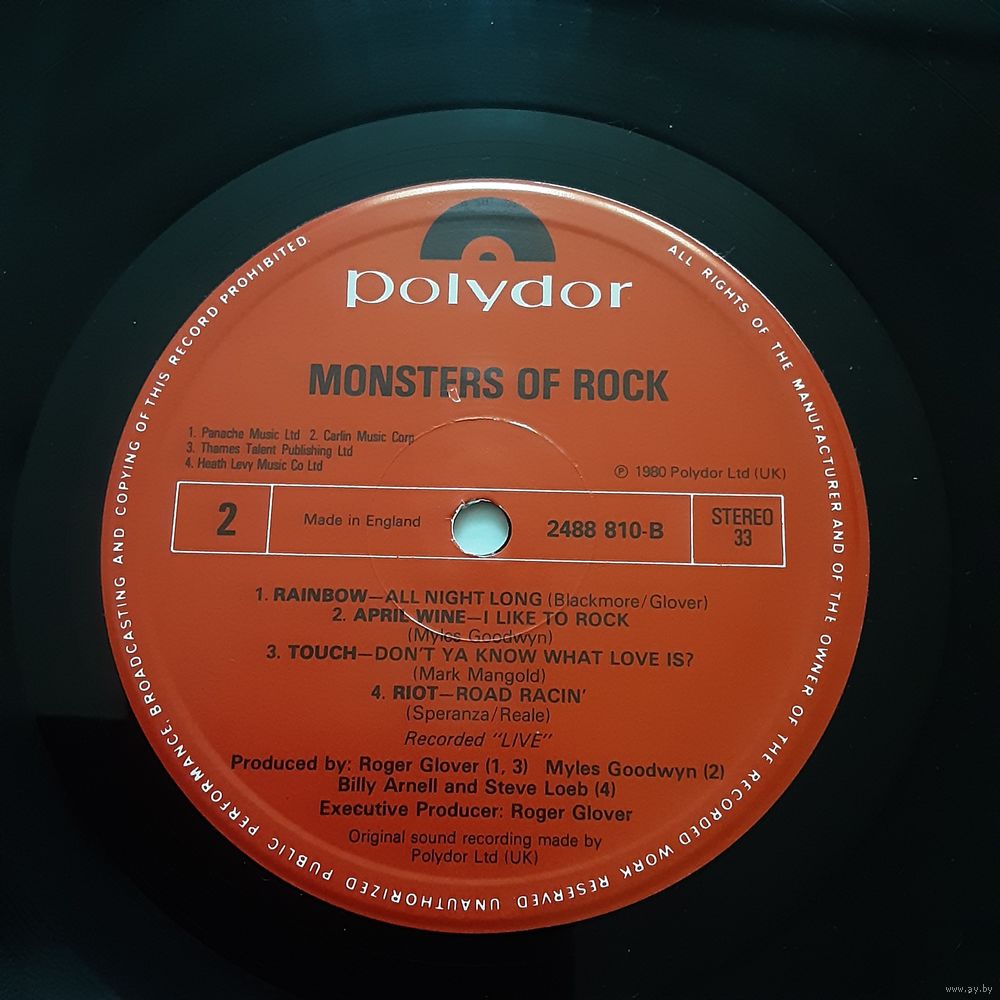 polydor
MONSTERS OF ROCK
1. Panache Music Ltd 2. Carlin Music Corp
3. Thames Talent Publishing Ltd
4. Heath Levy Music Co Ltd
℗ 1980 Polydor Ltd (UK)
2
Made in England
2488 810-B
STEREO
33
1. RAINBOW—ALL NIGHT LONG (Blackmore/Glover)
2. APRIL WINE—I LIKE TO ROCK
(Myles Goodwyn)
3. TOUCH—DON'T YA KNOW WHAT LOVE IS?
(Mark Mangold)
4. RIOT—ROAD RACIN'
(Speranza/Reale)
Recorded "LIVE"
Produced by: Roger Glover (1, 3) Myles Goodwyn (2)
Billy Arnell and Steve Loeb (4)
Executive Producer: Roger Glover
Original sound recording made by
Polydor Ltd (UK)
ALL RIGHTS OF THE MANUFACTURER AND OF THE OWNER OF THE RECORDED WORK RESERVED. UNAUTHORIZED PUBLIC PERFORMANCE, BROADCASTING AND COPYING OF THIS RECORD PROHIBITED.
www.ay.by